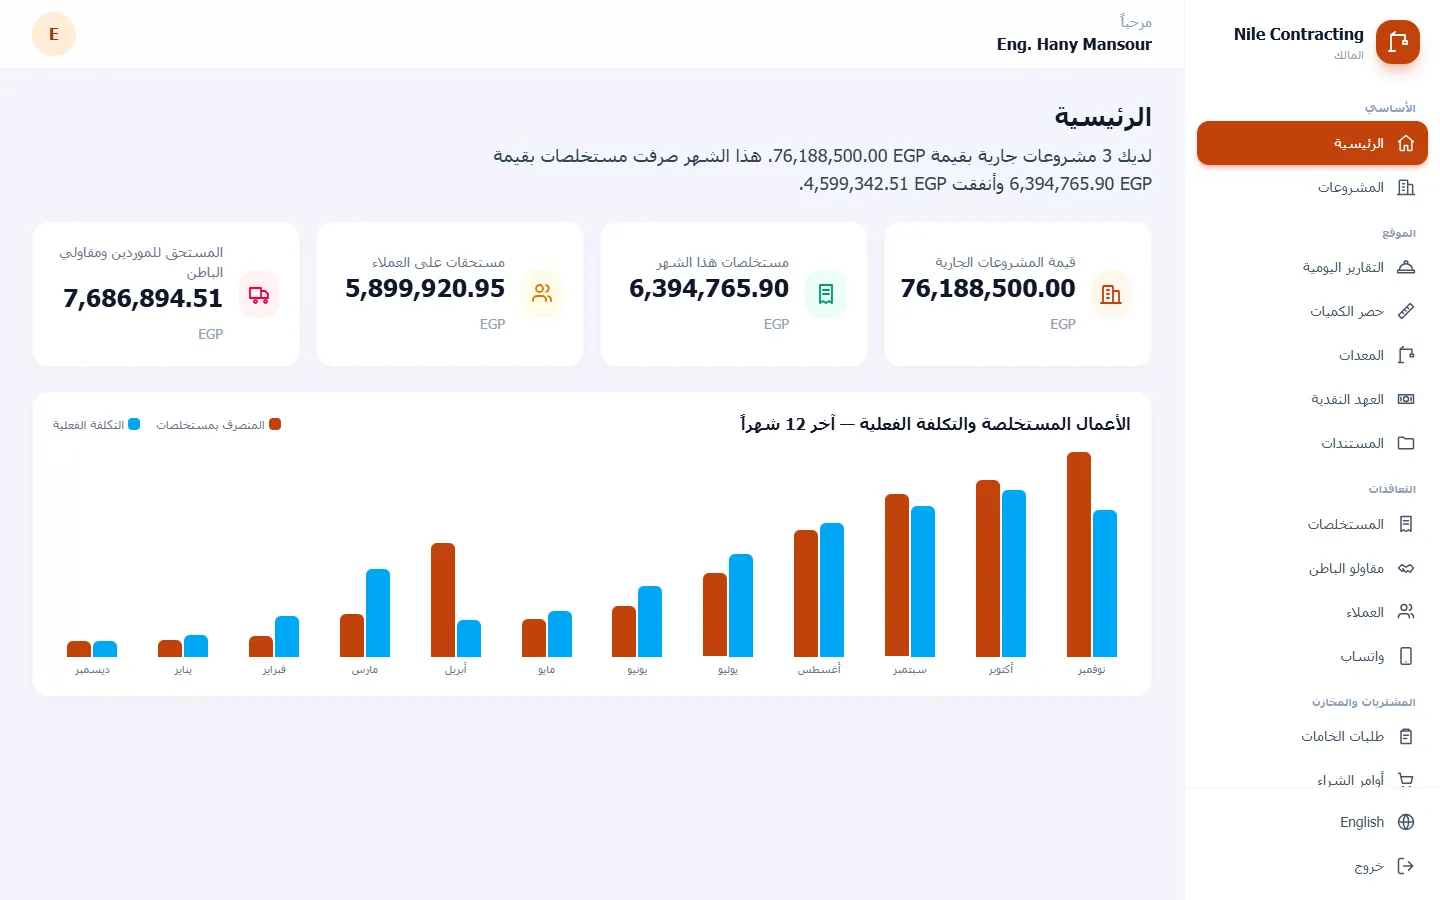 Nile Contracting
المالك
الأساسي
الرئيسية
المشروعات
الموقع
التقارير اليومية
حصر الكميات
المعدات
العهد النقدية
المستندات
التعاقدات
المستخلصات
مقاولو الباطن
العملاء
واتساب
المشتريات والمخازن
طلبات الخامات
أوامر الشراء
English
خروج
مرحباً
Eng. Hany Mansour
E
الرئيسية
لديك 3 مشروعات جارية بقيمة 76,188,500.00 EGP. هذا الشهر صرفت مستخلصات بقيمة
6,394,765.90 EGP وأنفقت 4,599,342.51 EGP.
قيمة المشروعات الجارية
76,188,500.00
EGP
مستخلصات هذا الشهر
6,394,765.90
EGP
مستحقات على العملاء
5,899,920.95
EGP
المستحق للموردين ومقاولي
الباطن
7,686,894.51
EGP
الأعمال المستخلصة والتكلفة الفعلية — آخر 12 شهراً
المنصرف بمستخلصات
التكلفة الفعلية
نوفمبر
أكتوبر
سبتمبر
أغسطس
يوليو
يونيو
مايو
أبريل
مارس
فبراير
يناير
ديسمبر